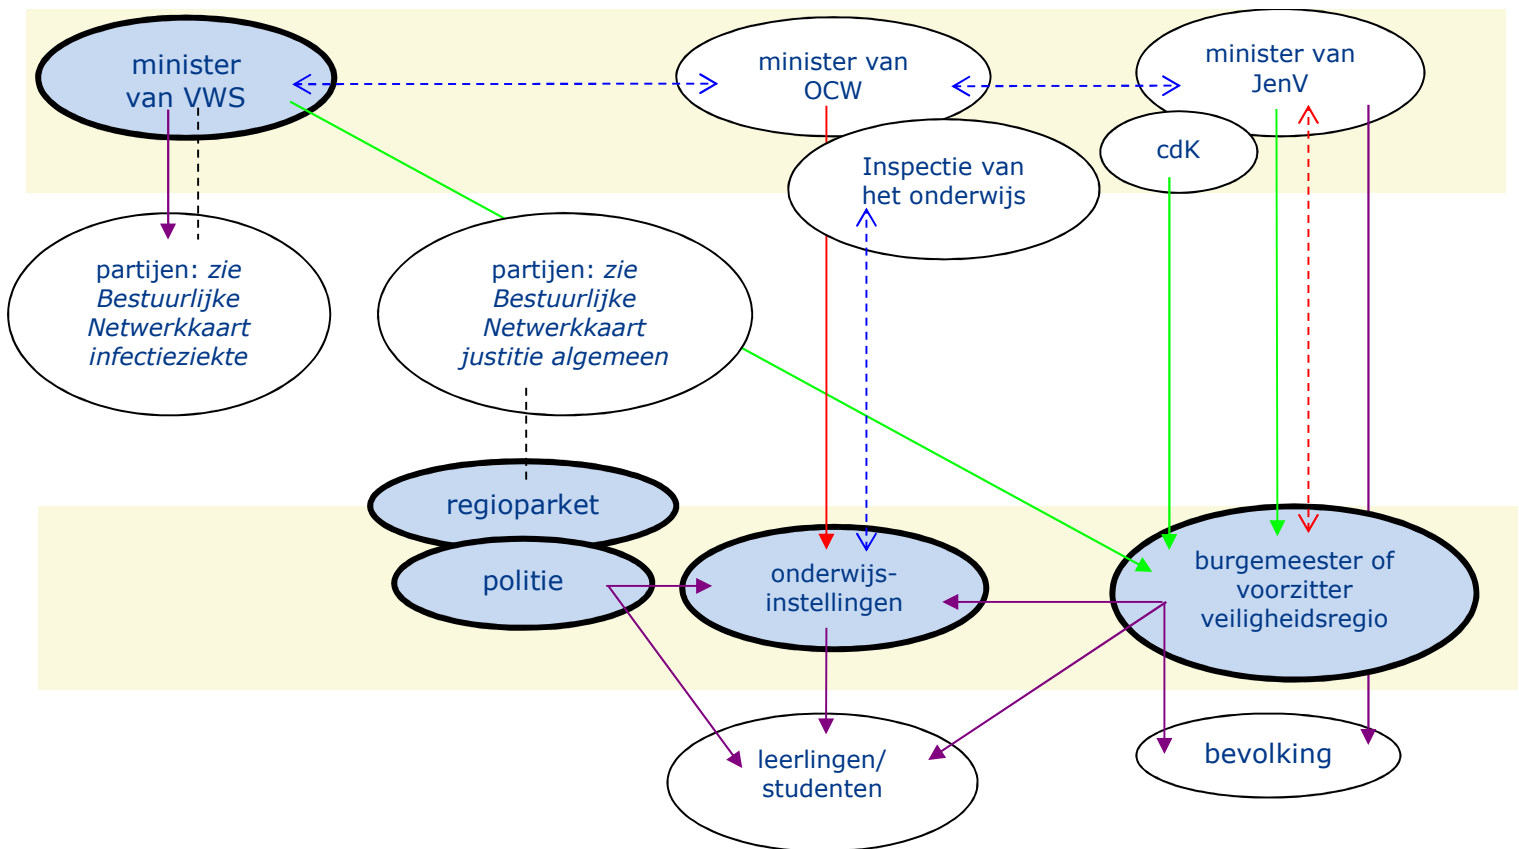 minister
van VWS
minister van
OCW
minister van
JenV
cdK
Inspectie van
het onderwijs
partijen: zie
Bestuurlijke
Netwerkkaart
infectieziekte
partijen: zie
Bestuurlijke
Netwerkkaart
justitie algemeen
regioparket
politie
onderwijs-
instellingen
burgemeester of
voorzitter
veiligheidsregio
leerlingen/
studenten
bevolking